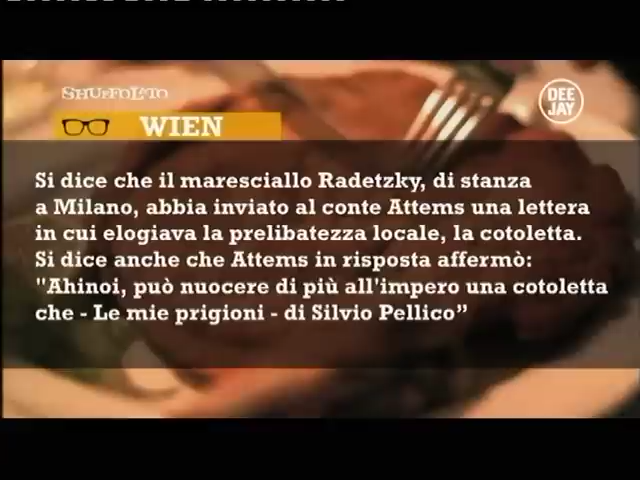 SHUFFOLATO
DEE
JAY
WIEN
Si dice che il maresciallo Radetzky, di stanza
a Milano, abbia inviato al conte Attems una lettera
in cui elogiava la prelibatezza locale, la cotoletta.
Si dice anche che Attems in risposta affermò:
"Ahinoi, può nuocere di più all'impero una cotoletta
che - Le mie prigioni - di Silvio Pellico”